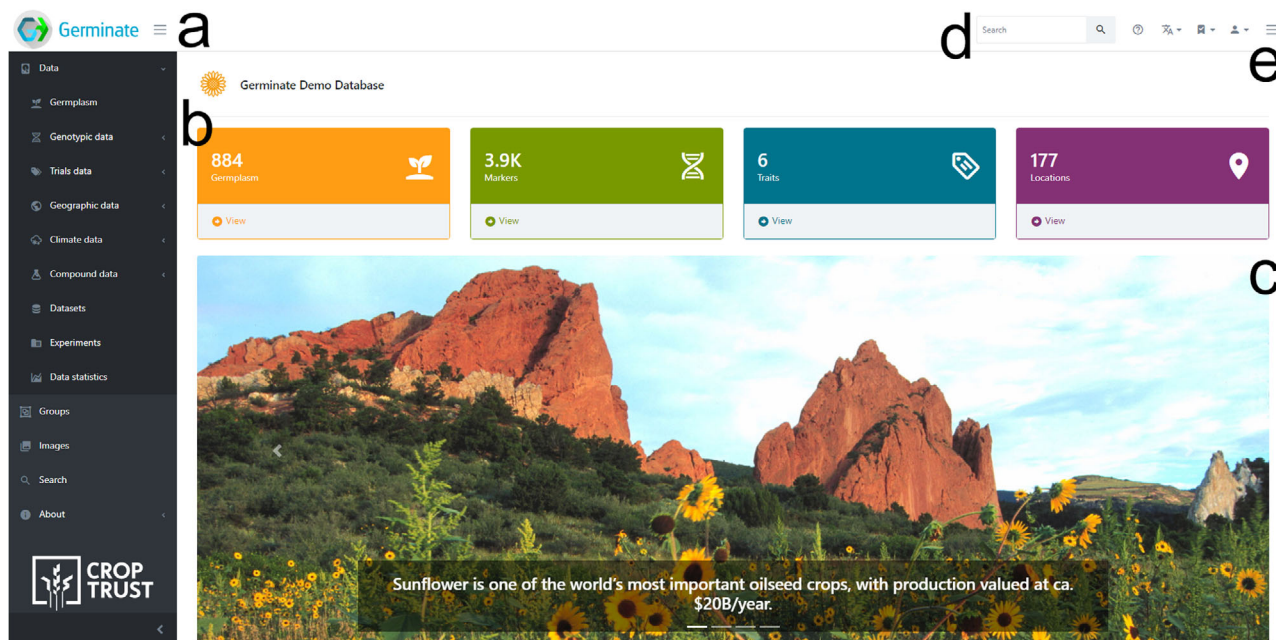 Germinate
a
d
Search
e
Data
Germplasm
Genotypic data
Trials data
Geographic data
Climate data
Compound data
Datasets
Experiments
Data statistics
Groups
Images
Search
About
CROP
TRUST
Germinate Demo Database
b
884
Germplasm
View
3.9K
Markers
View
6
Traits
View
177
Locations
View
c
Sunflower is one of the world's most important oilseed crops, with production valued at ca.
$20B/year.